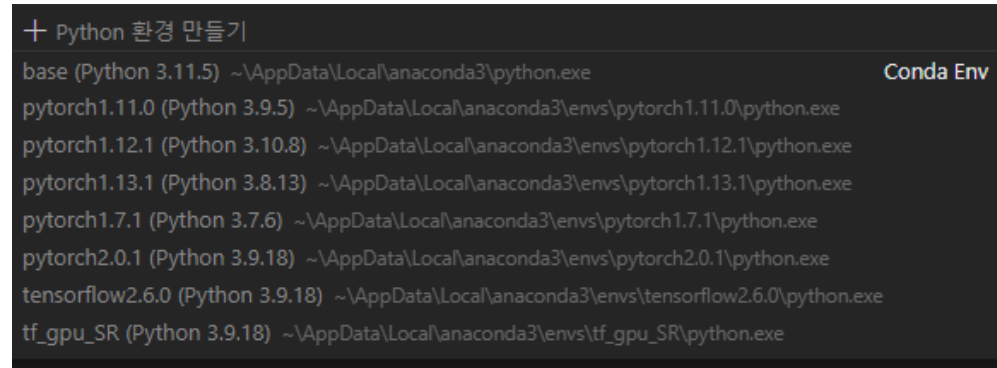 + Python 환경 만들기
base (Python 3.11.5) ~\AppData\Local\anaconda3\python.exe Conda Env
pytorch1.11.0 (Python 3.9.5) ~\AppData\Local\anaconda3\envs\pytorch1.11.0\python.exe
pytorch1.12.1 (Python 3.10.8) ~\AppData\Local\anaconda3\envs\pytorch1.12.1\python.exe
pytorch1.13.1 (Python 3.8.13) ~\AppData\Local\anaconda3\envs\pytorch1.13.1\python.exe
pytorch1.7.1 (Python 3.7.6) ~\AppData\Local\anaconda3\envs\pytorch1.7.1\python.exe
pytorch2.0.1 (Python 3.9.18) ~\AppData\Local\anaconda3\envs\pytorch2.0.1\python.exe
tensorflow2.6.0 (Python 3.9.18) ~\AppData\Local\anaconda3\envs\tensorflow2.6.0\python.exe
tf_gpu_SR (Python 3.9.18) ~\AppData\Local\anaconda3\envs\tf_gpu_SR\python.exe